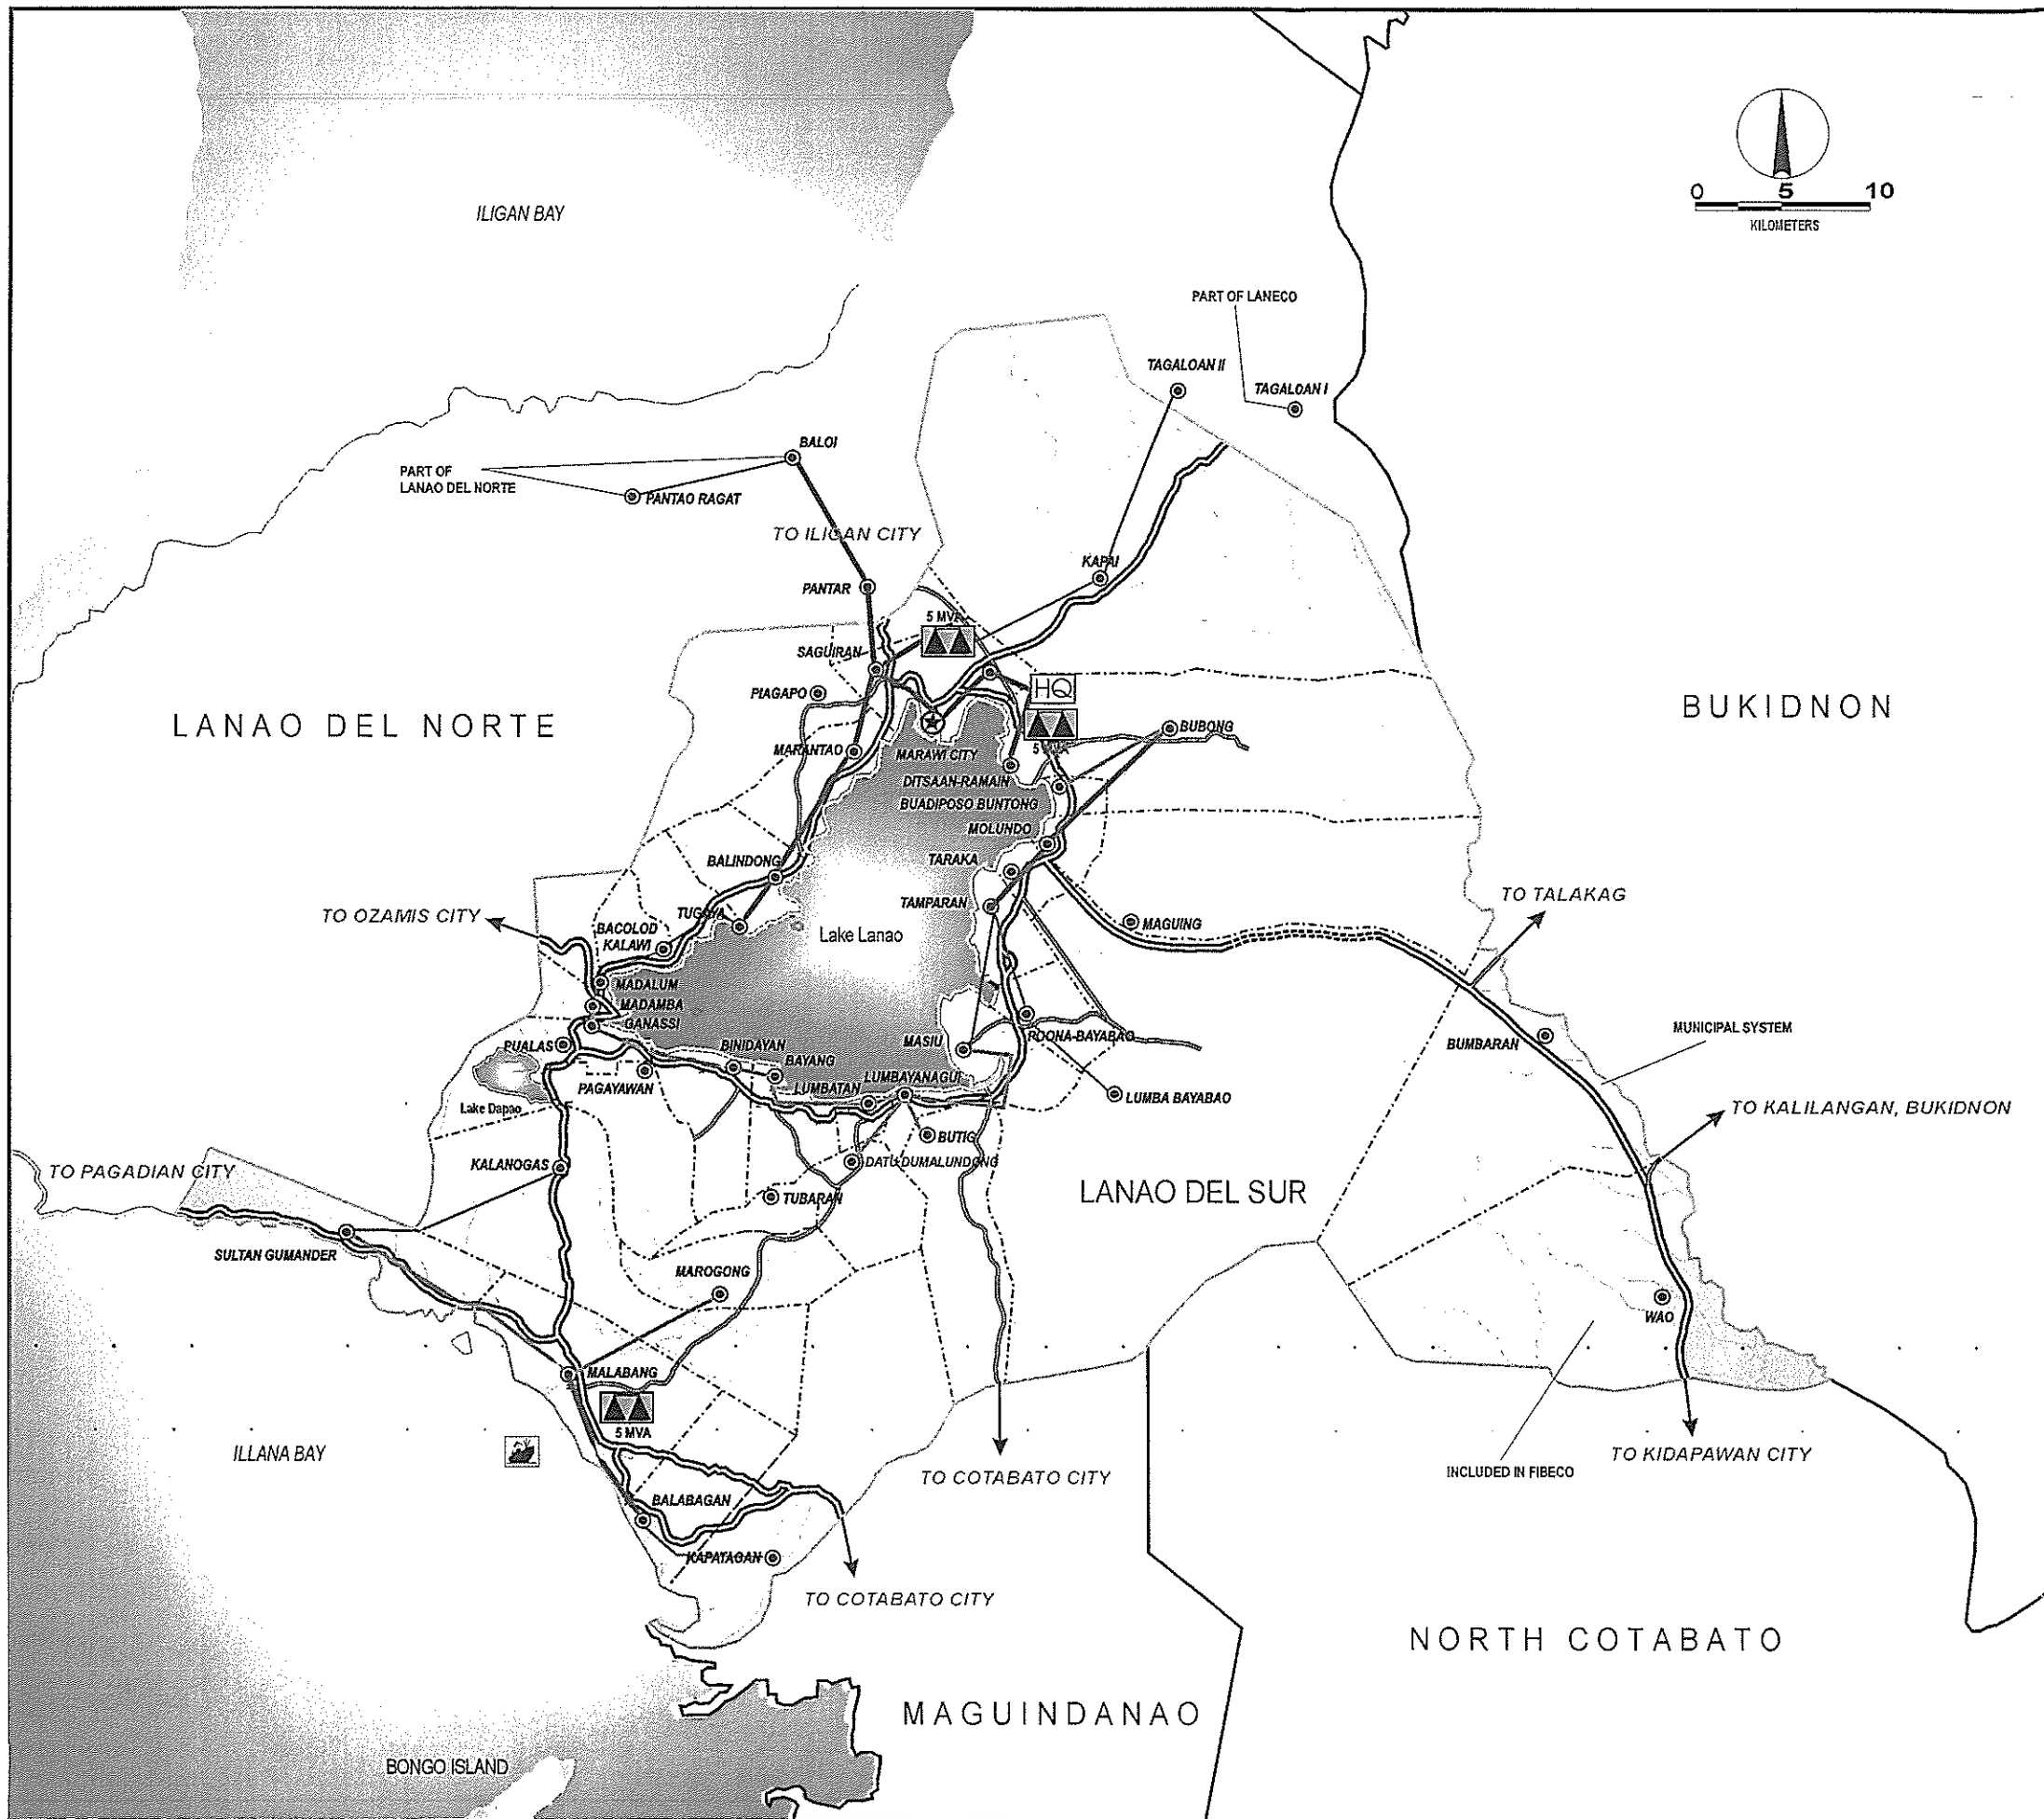 ILIGAN BAY
0 5 10
KILOMETERS
PART OF LANECO
TAGALOAN II
TAGALOAN I
BALOI
PART OF
LANAO DEL NORTE
PANTAO RAGAT
TO ILIGAN CITY
KAPAI
PANTAR
5 MVA
SAGUIRAN
PIAGAPO
HQ
LANAO DEL NORTE
BUKIDNON
BUBONG
MARANTAO
MARAWI CITY
5 MVA
DITSAAN-RAMAIN
BUADIPOSO BUNTONG
MOLUNDO
BALINDONG
TARAKA
TO TALAKAG
TAMPARAN
TO OZAMIS CITY
TUGAYA
BACOLOD
KALAWI
Lake Lanao
MAGUING
MADALUM
MADAMBA
GANASSI
MUNICIPAL SYSTEM
POONA-BAYABAO
BUMBARAN
PUALAS
MASIU
BINIDAYAN
BAYANG
LUMBAYANAGUI
PAGAYAWAN
LUMBATAN
LUMBA BAYABAO
Lake Dapao
TO KALILANGAN, BUKIDNON
BUTIG
KALANOGAS
DATU DUMALUNDONG
TO PAGADIAN CITY
TUBARAN
LANAO DEL SUR
SULTAN GUMANDER
MAROGONG
WAO
MALABANG
5 MVA
ILLANA BAY
TO KIDAPAWAN CITY
INCLUDED IN FIBECO
TO COTABATO CITY
BALABAGAN
KAPATAGAN
TO COTABATO CITY
NORTH COTABATO
MAGUINDANAO
BONGO ISLAND